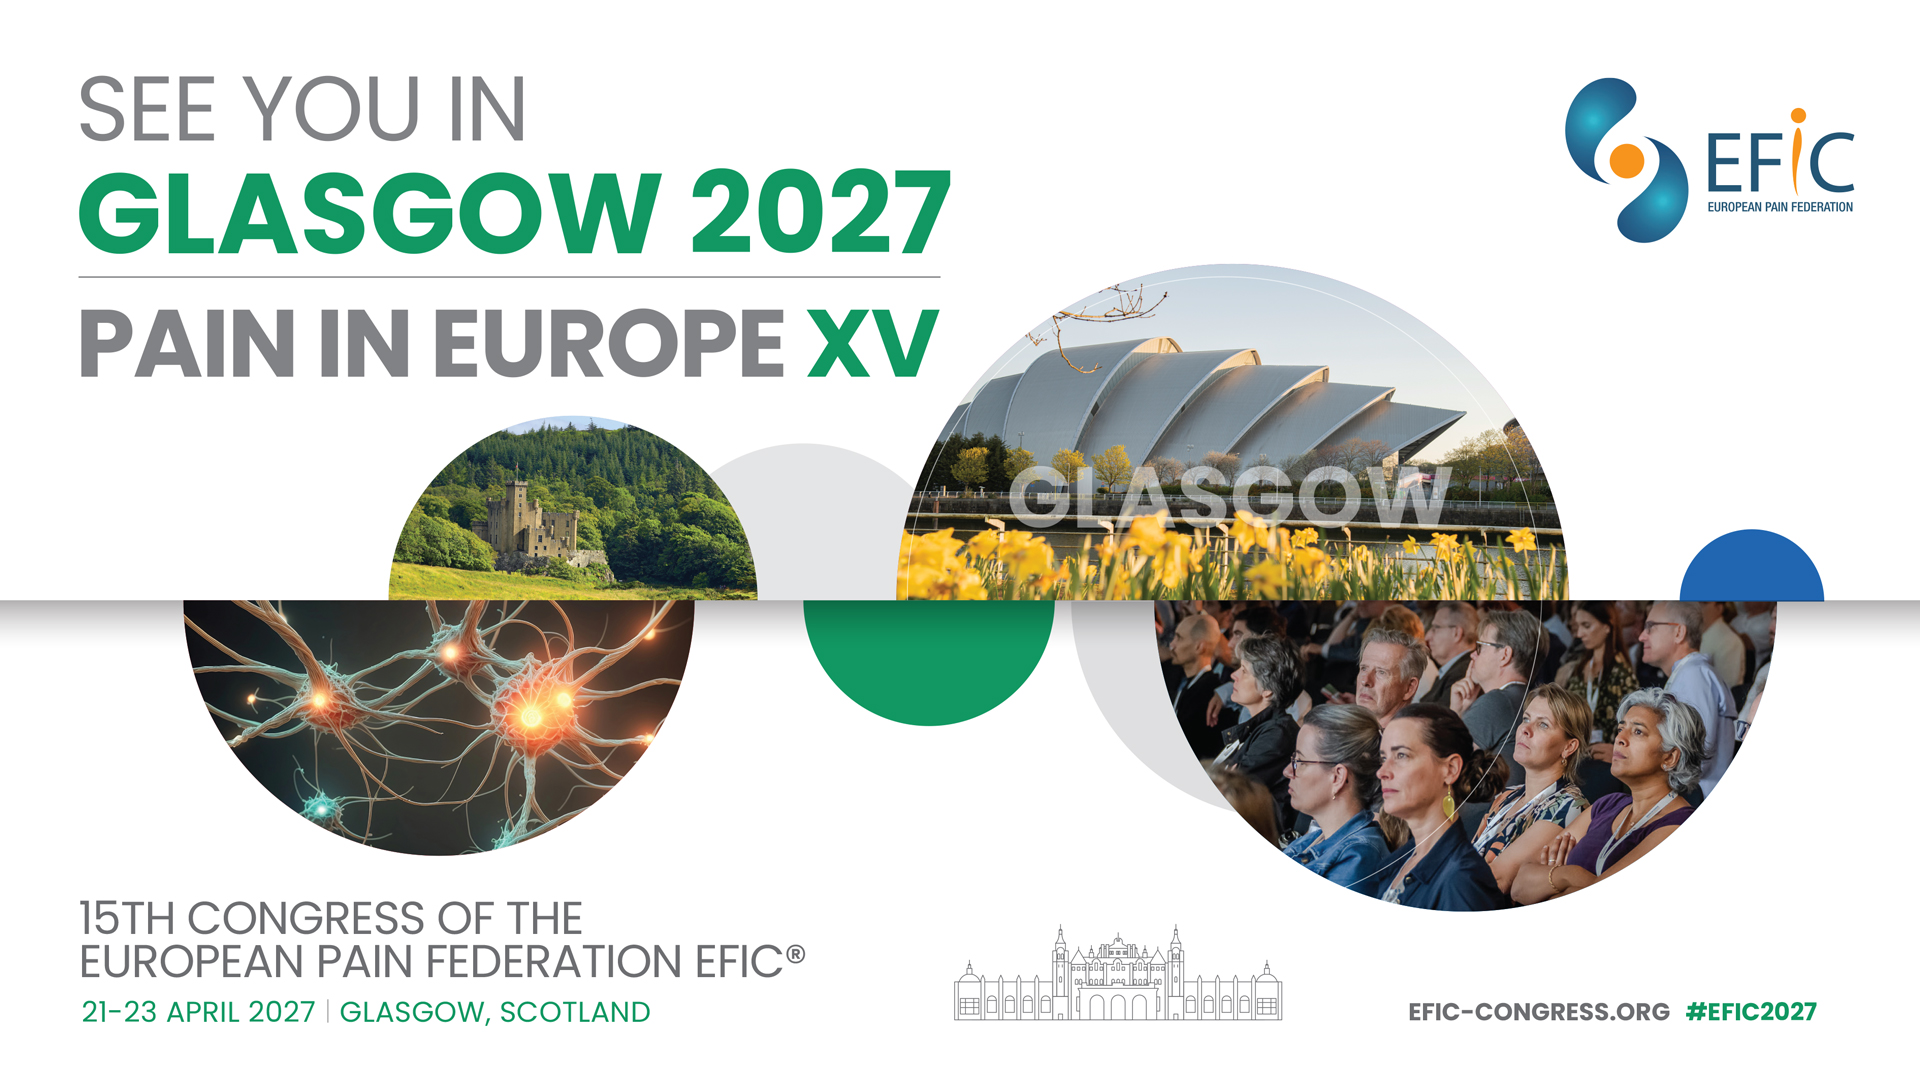 SEE YOU IN
GLASGOW 2027
PAIN IN EUROPE XV
EFiC
EUROPEAN PAIN FEDERATION
GLASGOW
15TH CONGRESS OF THE
EUROPEAN PAIN FEDERATION EFIC®
21-23 APRIL 2027 | GLASGOW, SCOTLAND
EFIC-CONGRESS.ORG #EFIC2027